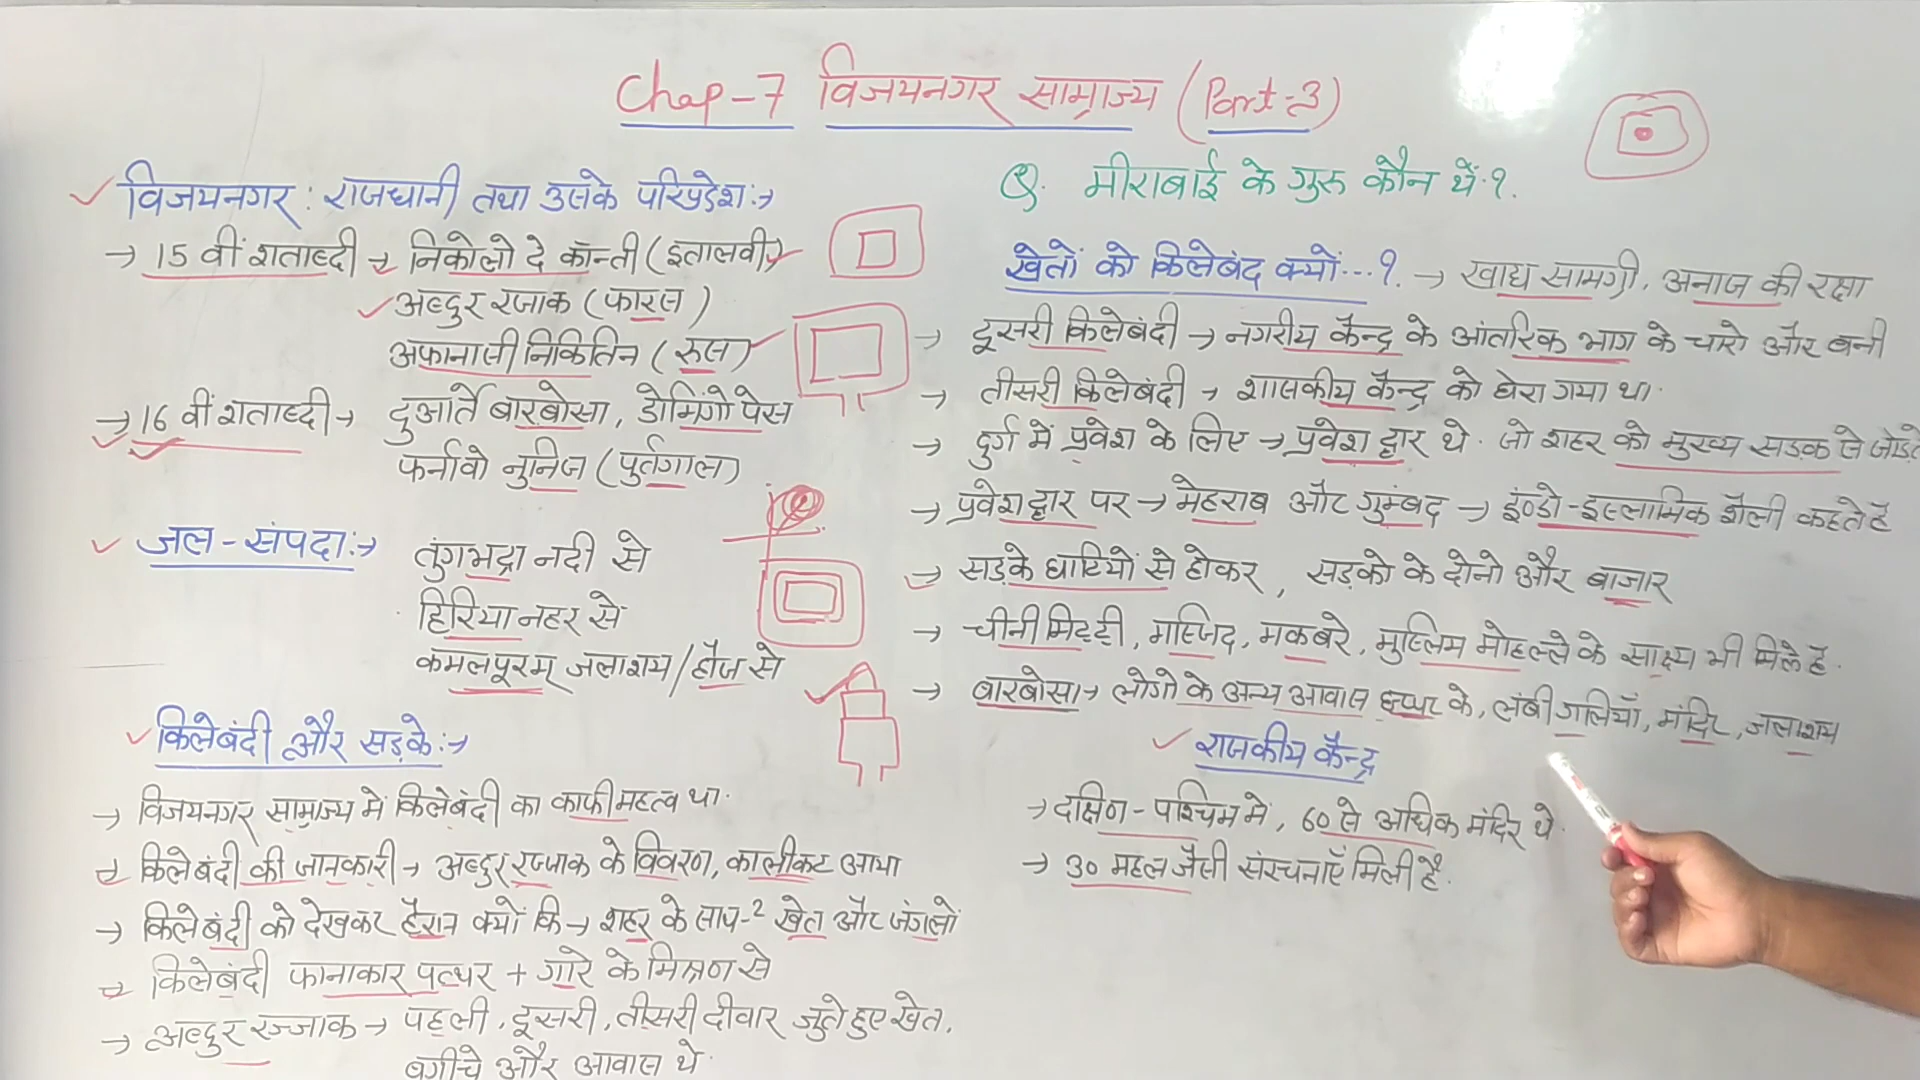 Chap-7 विजयनगर साम्राज्य (Part-3)
विजयनगर : राजधानी तथा उसके परिप्रदेश :→
→ 15 वीं शताब्दी → निकोलो दे कॉन्ती (इतालवी)
अब्दुर रजाक (फारस)
अफानासी निकितिन (रुस)
→ 16 वीं शताब्दी → दुआर्ते बारबोसा, डोमिंगो पेस
फर्नावो नुनिज (पुर्तगाल)
जल-संपदा :→ तुंगभद्रा नदी से
हिरिया नहर से
कमलपूरम् जलाशय/हौज से
किलेबंदी और सड़के :→
→ विजयनगर साम्राज्य में किलेबंदी का काफी महत्व था.
→ किलेबंदी की जानकारी → अब्दुर रज्जाक के विवरण, कालीकट आया
→ किलेबंदी को देखकर हैरान क्यों कि → शहर के साथ-2 खेत और जंगलों
→ किलेबंदी फानाकार पत्थर + गारे के मिश्रण से
→ अब्दुर रज्जाक → पहली, दूसरी, तीसरी दीवार जुते हुए खेत,
बगीचे और आवास थे.
Q. मीराबाई के गुरु कौन थें.?.
खेतों को किलेबंद क्यों...?. → खाद्य सामग्री, अनाज की रक्षा
→ दूसरी किलेबंदी → नगरीय कैन्द्र के आंतरिक भाग के चारो और बनी
→ तीसरी किलेबंदी → शासकीय कैन्द्र को घेरा गया था.
→ दुर्ग में प्रवेश के लिए → प्रवेश द्वार थे. जो शहर को मुख्य सड़क से जोड़ते
→ प्रवेश द्वार पर → मेहराब और गुम्बद → इंण्डो-इस्लामिक शैली कहते है
→ सड़के घाटियों से होकर, सड़को के दोनो और बाजार
→ चीनी मिट्टी, मस्जिद, मकबरे, मुस्लिम मोहल्ले के साक्ष्य भी मिले है.
→ बारबोसा → लोगो के अन्य आवास छप्पर के, लंबी गलियाँ, मंदिर, जलाशय
राजकीय कैन्द्र
→ दक्षिण-पश्चिम में, 60 से अधिक मंदिर थे.
→ 30 महल जैसी संरचनाएँ मिली है.